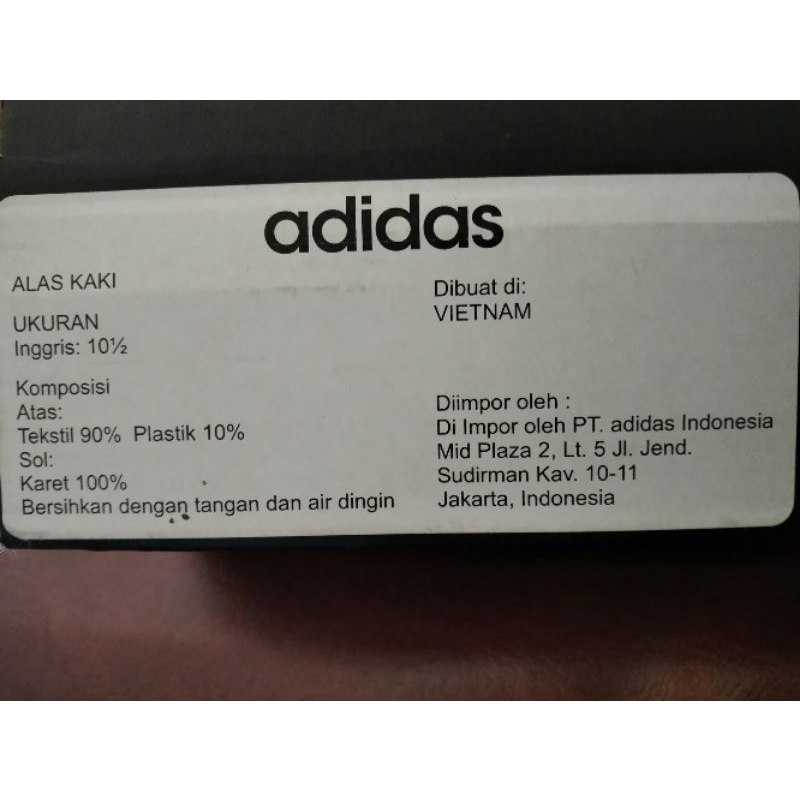 adidas
ALAS KAKI
UKURAN
Inggris: 10½
Komposisi
Atas:
Tekstil 90% Plastik 10%
Sol:
Karet 100%
Bersihkan dengan tangan dan air dingin
Dibuat di:
VIETNAM
Diimpor oleh :
Di Impor oleh PT. adidas Indonesia
Mid Plaza 2, Lt. 5 Jl. Jend.
Sudirman Kav. 10-11
Jakarta, Indonesia